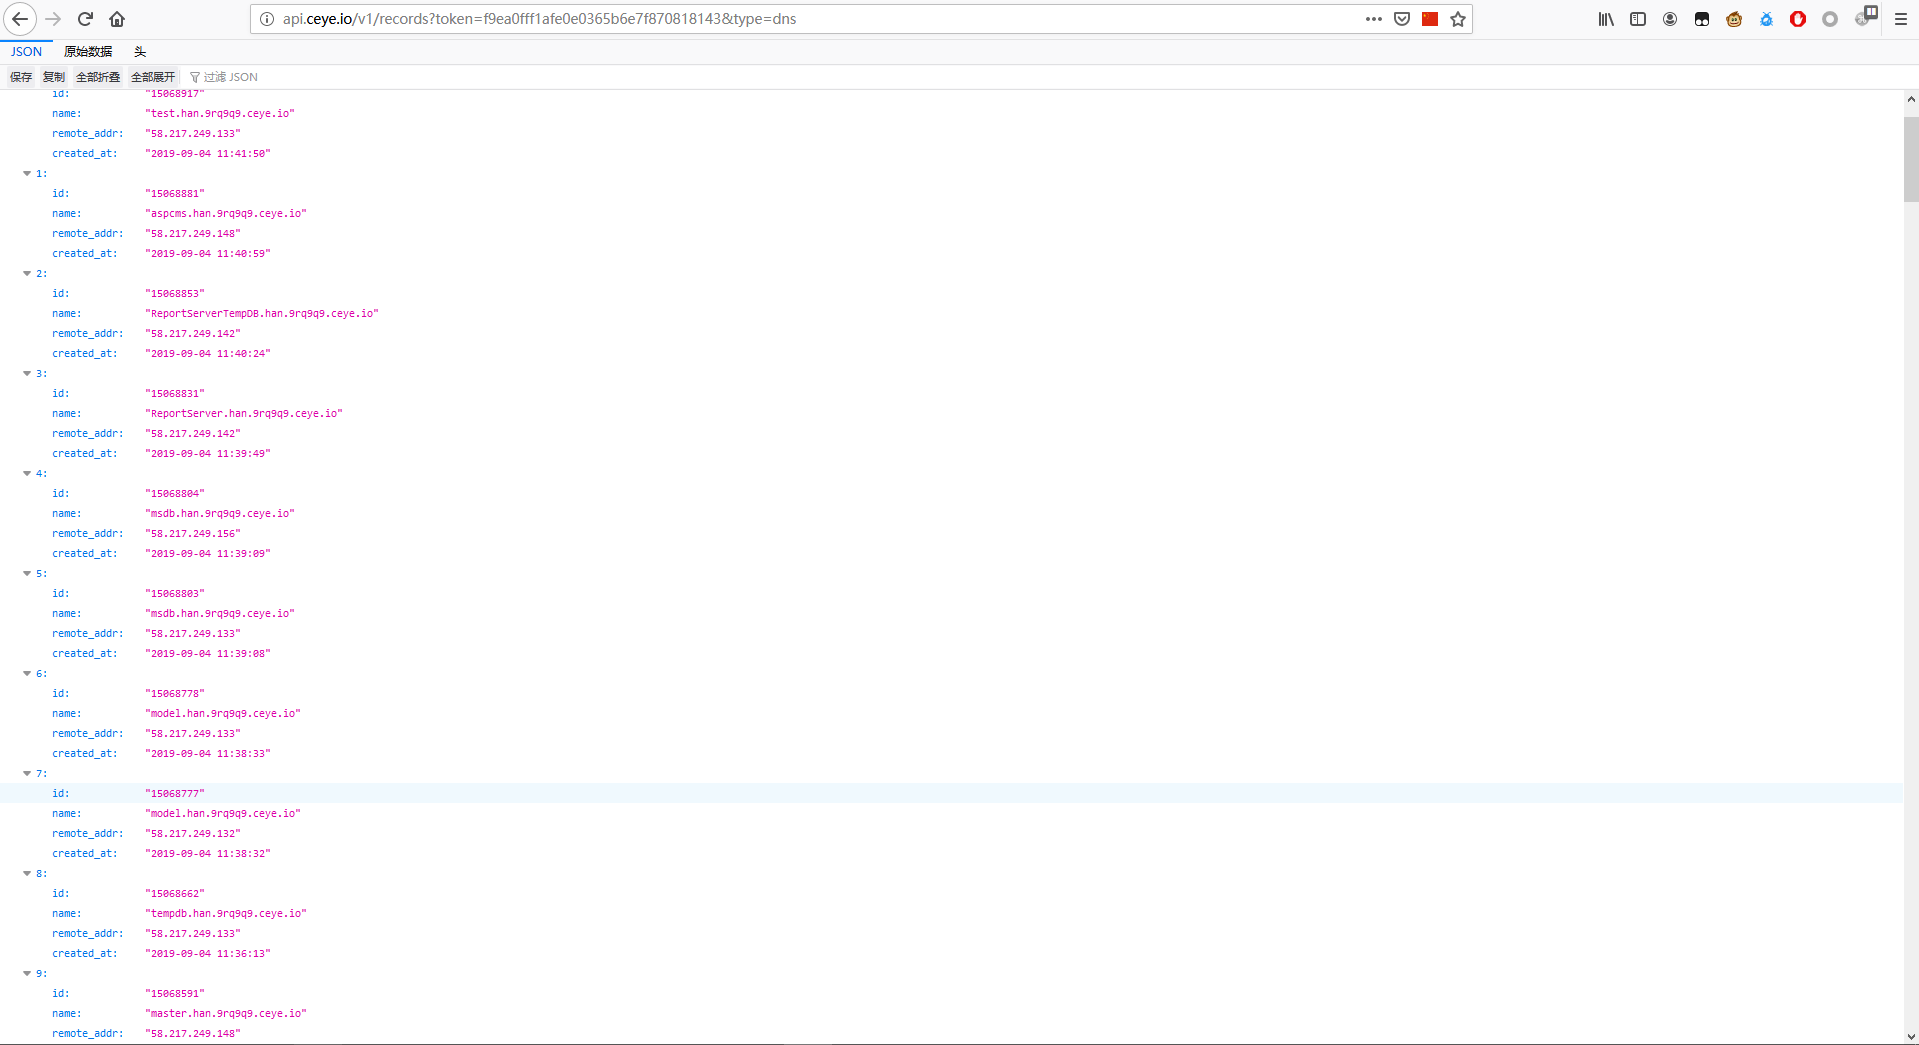 api.ceye.io/v1/records?token=f9ea0fff1afe0e0365b6e7f870818143&type=dns
JSON 原始数据 头
保存 复制 全部折叠 全部展开 过滤 JSON
id: "15068917"
name: "test.han.9rq9q9.ceye.io"
remote_addr: "58.217.249.133"
created_at: "2019-09-04 11:41:50"
1:
id: "15068881"
name: "aspcms.han.9rq9q9.ceye.io"
remote_addr: "58.217.249.148"
created_at: "2019-09-04 11:40:59"
2:
id: "15068853"
name: "ReportServerTempDB.han.9rq9q9.ceye.io"
remote_addr: "58.217.249.142"
created_at: "2019-09-04 11:40:24"
3:
id: "15068831"
name: "ReportServer.han.9rq9q9.ceye.io"
remote_addr: "58.217.249.142"
created_at: "2019-09-04 11:39:49"
4:
id: "15068804"
name: "msdb.han.9rq9q9.ceye.io"
remote_addr: "58.217.249.156"
created_at: "2019-09-04 11:39:09"
5:
id: "15068803"
name: "msdb.han.9rq9q9.ceye.io"
remote_addr: "58.217.249.133"
created_at: "2019-09-04 11:39:08"
6:
id: "15068778"
name: "model.han.9rq9q9.ceye.io"
remote_addr: "58.217.249.133"
created_at: "2019-09-04 11:38:33"
7:
id: "15068777"
name: "model.han.9rq9q9.ceye.io"
remote_addr: "58.217.249.132"
created_at: "2019-09-04 11:38:32"
8:
id: "15068662"
name: "tempdb.han.9rq9q9.ceye.io"
remote_addr: "58.217.249.133"
created_at: "2019-09-04 11:36:13"
9:
id: "15068591"
name: "master.han.9rq9q9.ceye.io"
remote_addr: "58.217.249.148"